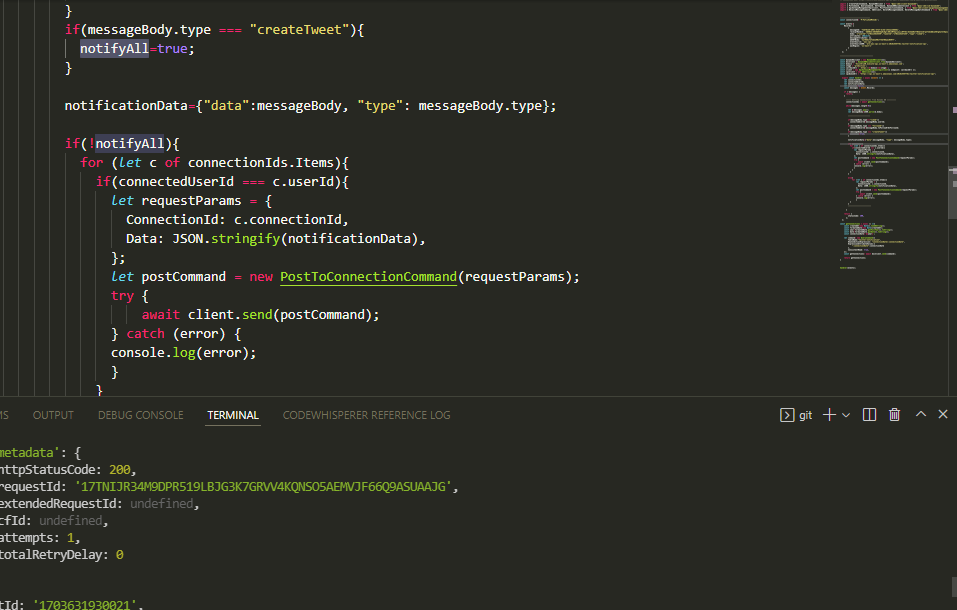 }
if(messageBody.type === "createTweet"){
notifyAll=true;
}
notificationData={"data":messageBody, "type": messageBody.type};
if(!notifyAll){
for (let c of connectionIds.Items){
if(connectedUserId === c.userId){
let requestParams = {
ConnectionId: c.connectionId,
Data: JSON.stringify(notificationData),
};
let postCommand = new PostToConnectionCommand(requestParams);
try {
await client.send(postCommand);
} catch (error) {
console.log(error);
}
}
MS OUTPUT DEBUG CONSOLE TERMINAL CODEWHISPERER REFERENCE LOG git
metadata': {
httpStatusCode: 200,
requestId: '17TNIJR34M9DPR519LBJG3K7GRVV4KQNSO5AEMVJF66Q9ASUAAJG',
extendedRequestId: undefined,
cfId: undefined,
attempts: 1,
totalRetryDelay: 0
tId: '1703631930021',